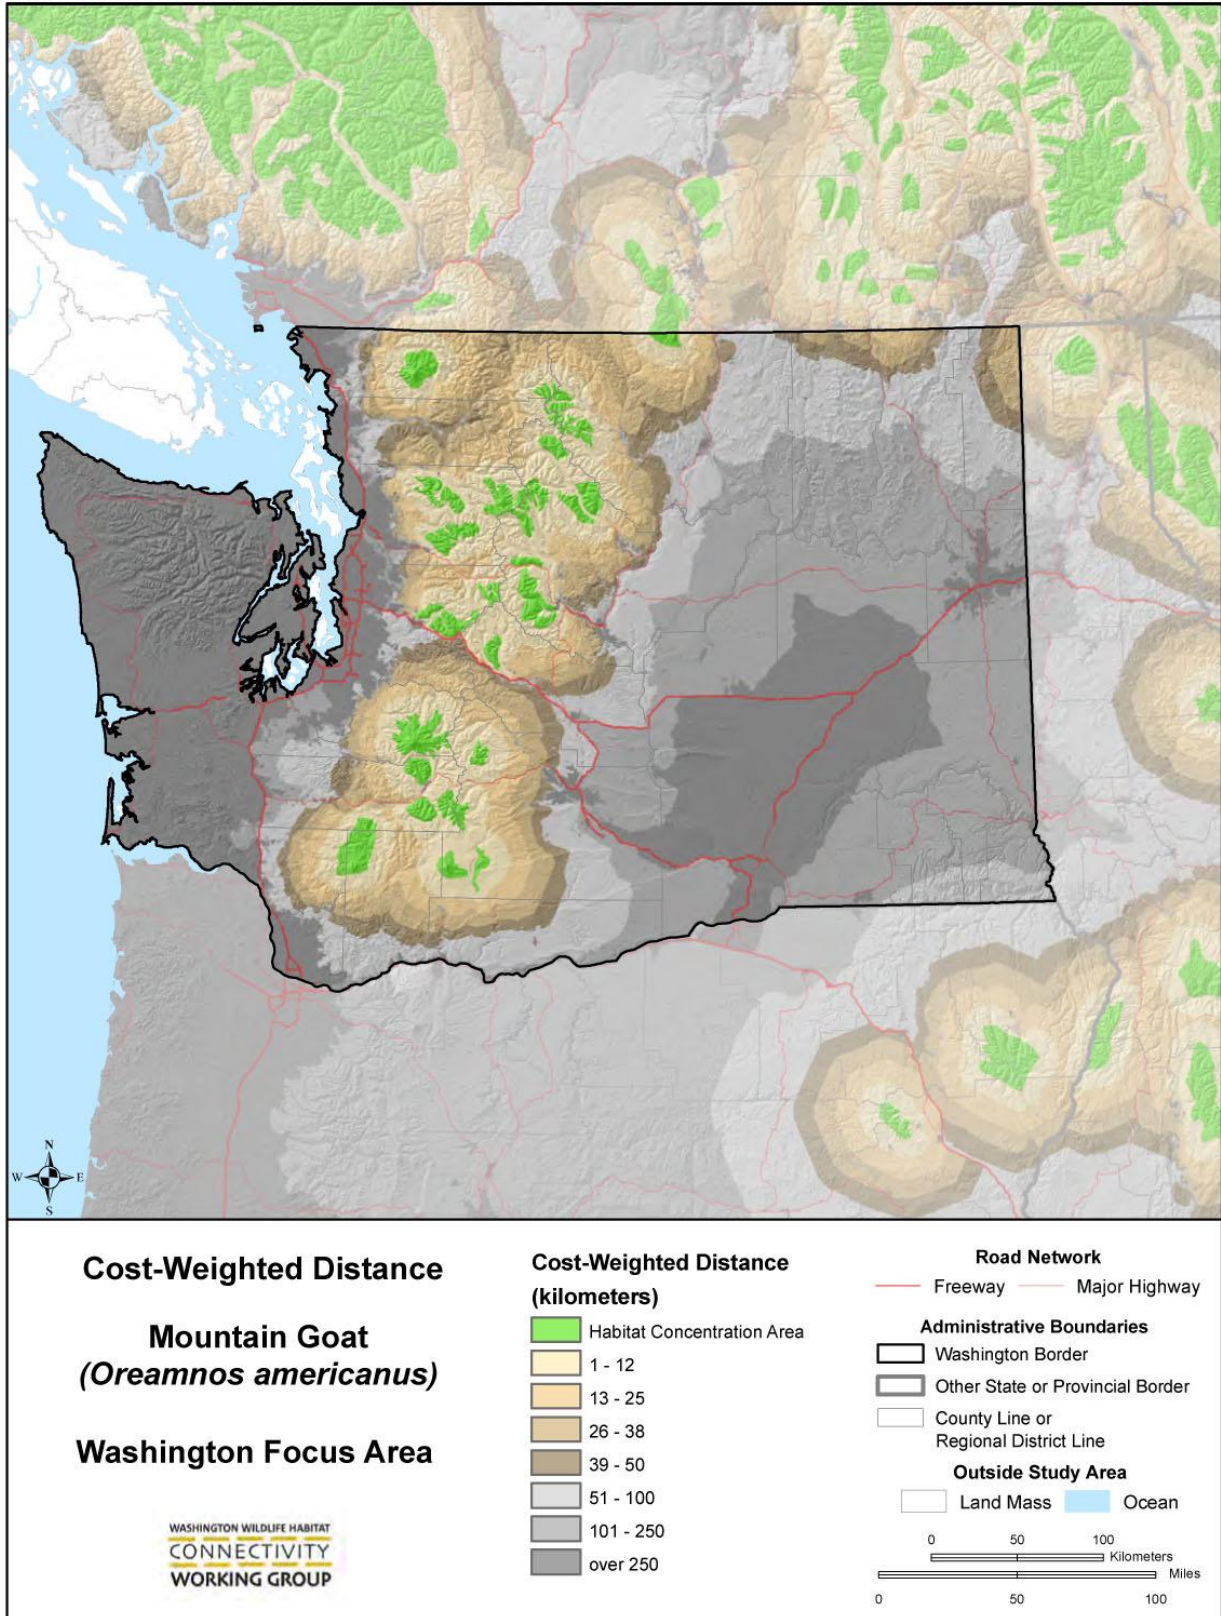 N
W
E
S
Cost-Weighted Distance
Mountain Goat
(Oreamnos americanus)
Washington Focus Area
WASHINGTON WILDLIFE HABITAT
CONNECTIVITY
WORKING GROUP
Cost-Weighted Distance
(kilometers)
Habitat Concentration Area
1 - 12
13 - 25
26 - 38
39 - 50
51 - 100
101 - 250
over 250
Road Network
Freeway
Major Highway
Administrative Boundaries
Washington Border
Other State or Provincial Border
County Line or
Regional District Line
Outside Study Area
Land Mass
Ocean
0 50 100
Kilometers
Miles
0 50 100